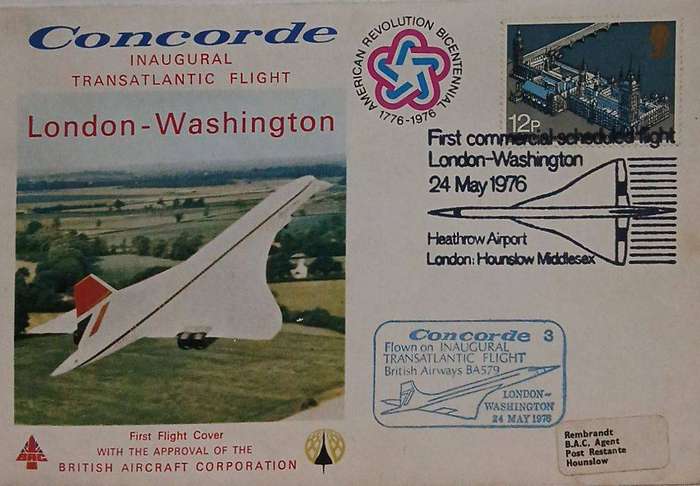 Concorde
INAUGURAL
TRANSATLANTIC FLIGHT
London-Washington
AMERICAN REVOLUTION BICENTENNIAL
1776-1976
12P
First commercial scheduled flight
London-Washington
24 May 1976
Heathrow Airport
London: Hounslow Middlesex
Concorde 3
Flown on INAUGURAL
TRANSATLANTIC FLIGHT
British Airways BA579
LONDON-
WASHINGTON
24 MAY 1976
First Flight Cover
WITH THE APPROVAL OF THE
BRITISH AIRCRAFT CORPORATION
BAC
Rembrandt
B.A.C. Agent
Post Restante
Hounslow